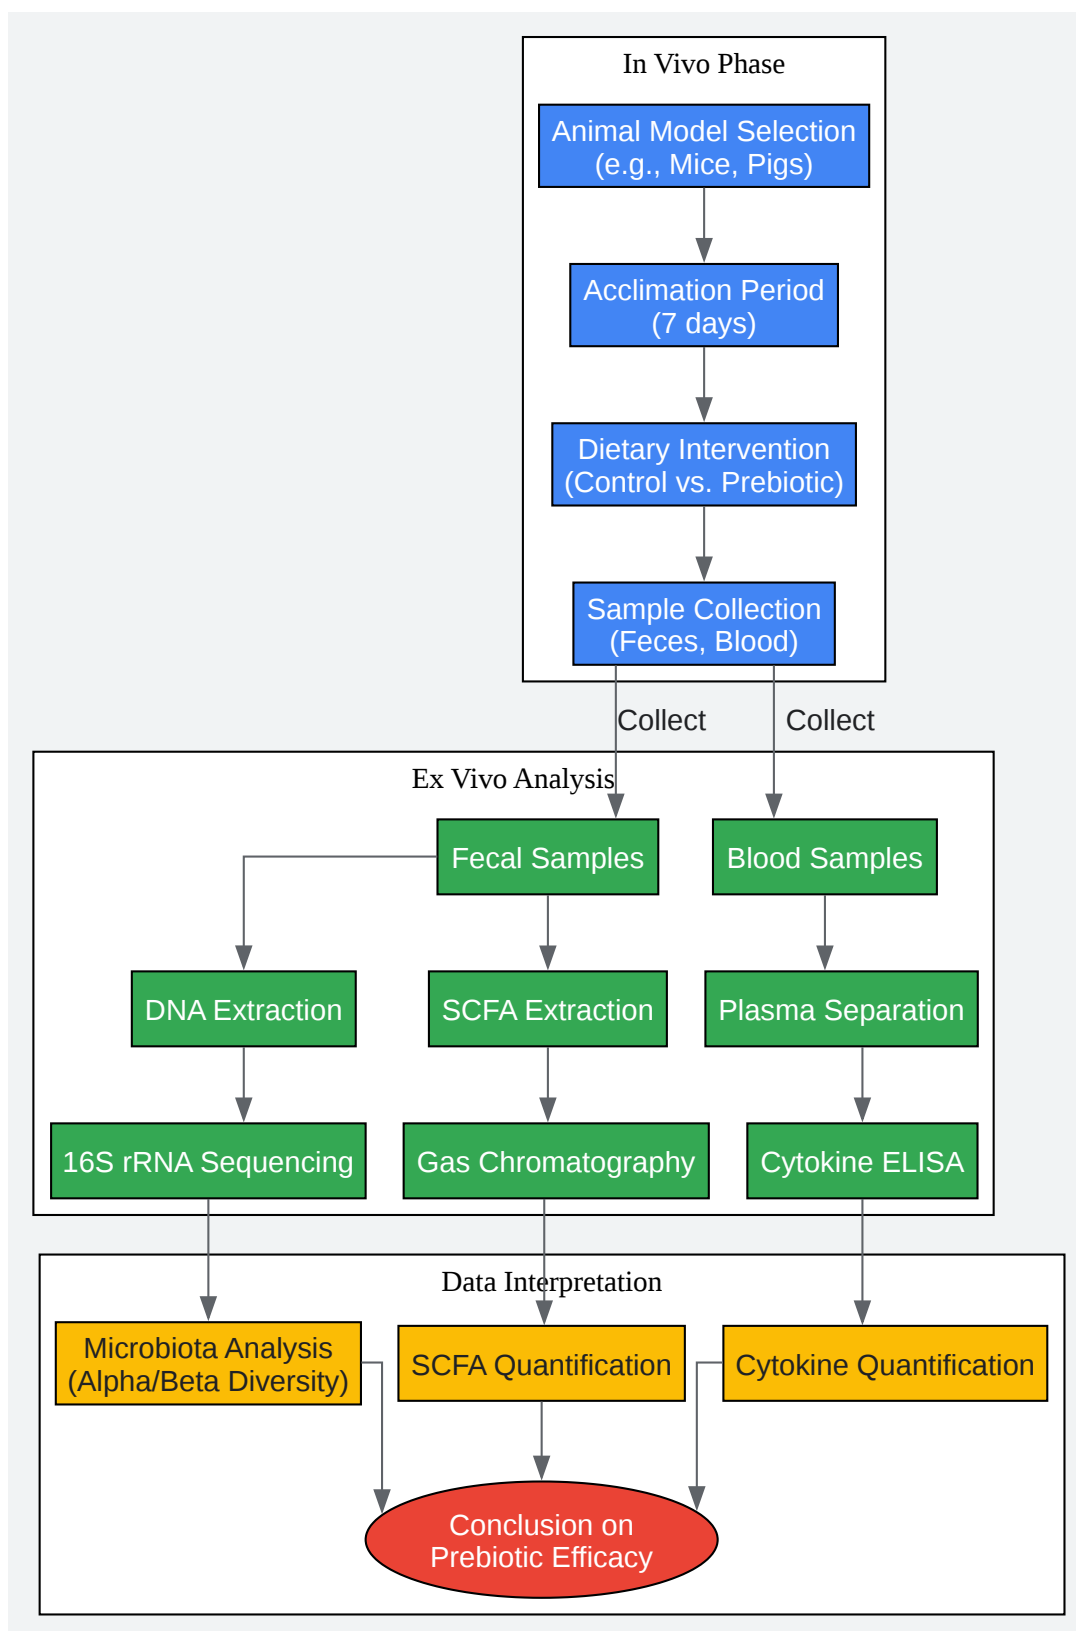 In Vivo Phase
Animal Model Selection
(e.g., Mice, Pigs)
Acclimation Period
(7 days)
Dietary Intervention
(Control vs. Prebiotic)
Sample Collection
(Feces, Blood)
Collect
Collect
Ex Vivo Analysis
Fecal Samples
Blood Samples
DNA Extraction
SCFA Extraction
Plasma Separation
16S rRNA Sequencing
Gas Chromatography
Cytokine ELISA
Data Interpretation
Microbiota Analysis
(Alpha/Beta Diversity)
SCFA Quantification
Cytokine Quantification
Conclusion on
Prebiotic Efficacy